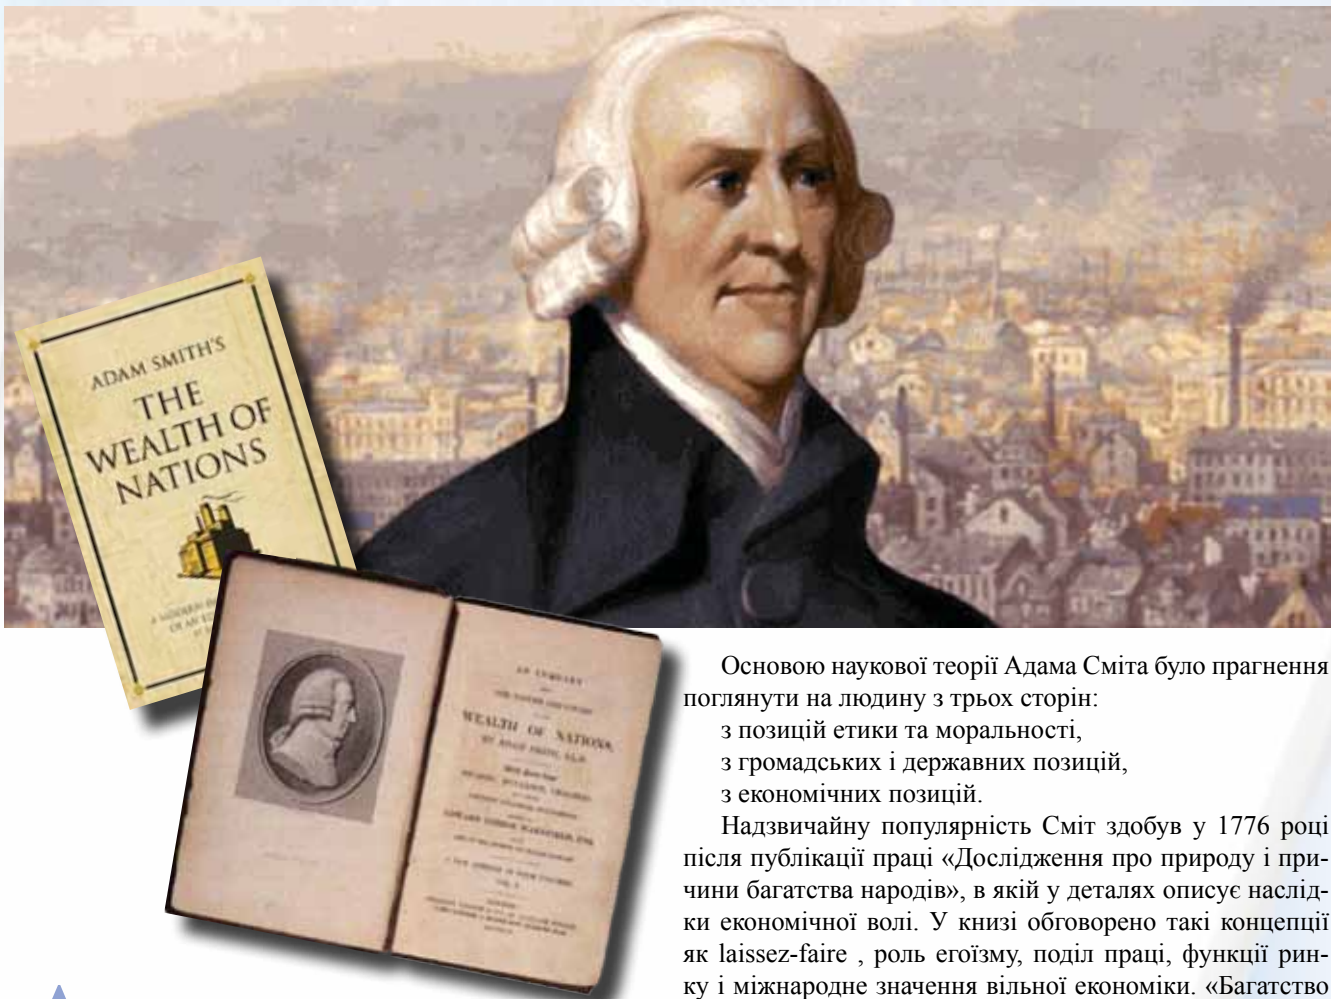 ADAM SMITH'S
THE
WEALTH OF
NATIONS
WEALTH OF NATIONS
Основою наукової теорії Адама Сміта було прагнення
поглянути на людину з трьох сторін:
з позицій етики та моральності,
з громадських і державних позицій,
з економічних позицій.
Надзвичайну популярність Сміт здобув у 1776 році
після публікації праці «Дослідження про природу і при-
чини багатства народів», в якій у деталях описує наслід-
ки економічної волі. У книзі обговорено такі концепції
як laissez-faire , роль егоїзму, поділ праці, функції рин-
ку і міжнародне значення вільної економіки. «Багатство